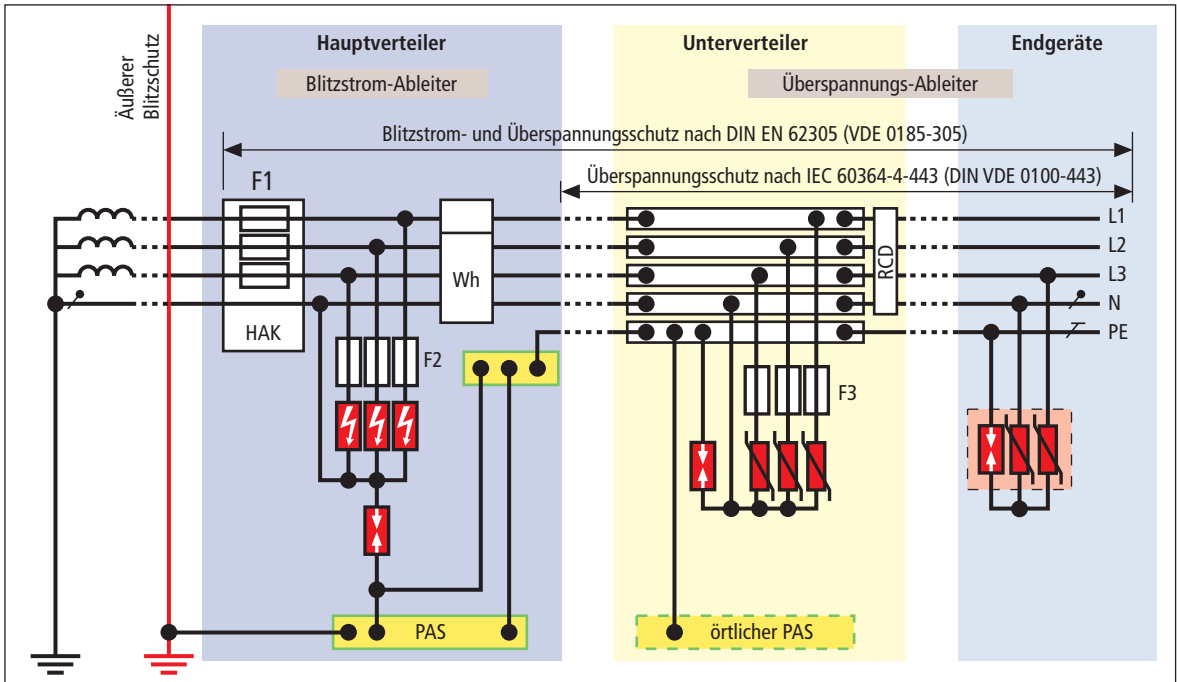 Äußerer
Blitzschutz
Hauptverteiler
Unterverteiler
Endgeräte
Blitzstrom-Ableiter
Überspannungs-Ableiter
Blitzstrom- und Überspannungsschutz nach DIN EN 62305 (VDE 0185-305)
Überspannungsschutz nach IEC 60364-4-443 (DIN VDE 0100-443)
F1
L1
L2
RCD
L3
Wh
N
HAK
PE
F2
F3
PAS
örtlicher PAS